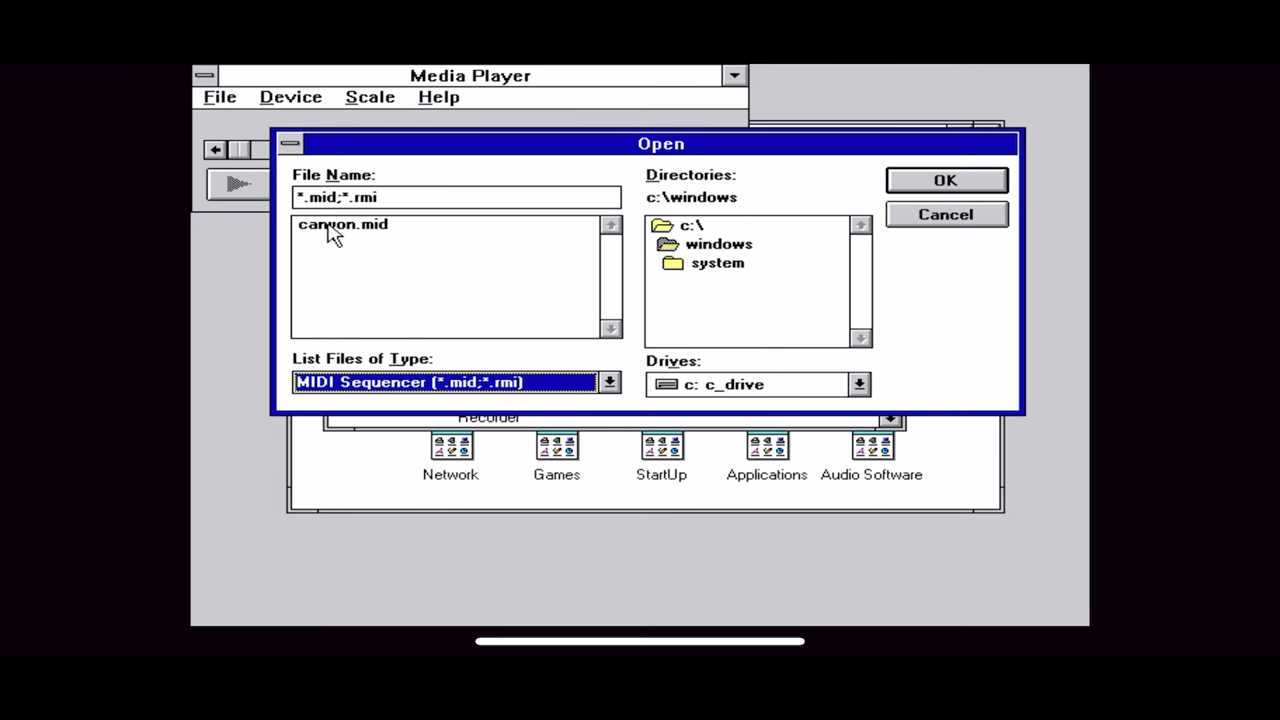 Media Player
File Device Scale Help
Open
File Name:
*.mid;*.rmi
canyon.mid
List Files of Type:
MIDI Sequencer (*.mid;*.rmi)
Directories:
c:\windows
c:\
windows
system
Drives:
c: c_drive
OK
Cancel
Recorder
Network Games StartUp Applications Audio Software